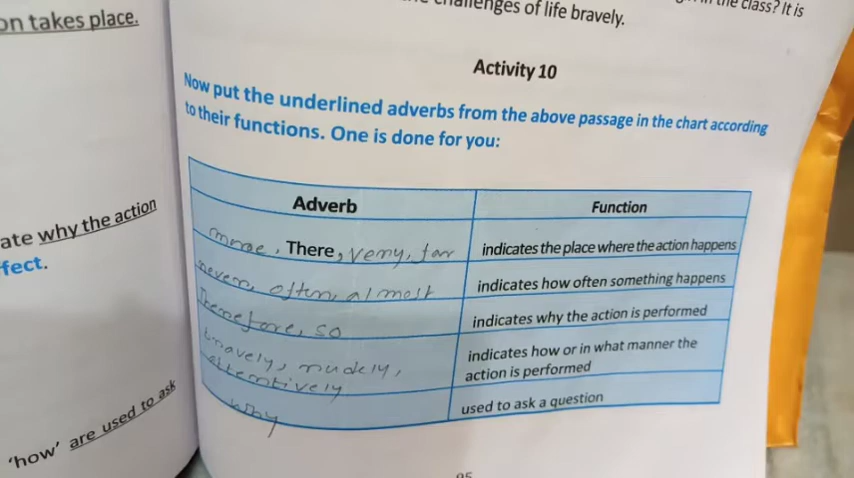 on takes place.
challenges of life bravely.
in the class? It is
Activity 10
Now put the underlined adverbs from the above passage in the chart according
to their functions. One is done for you:
Adverb
Function
There, very, far
indicates the place where the action happens
never, often, almost
indicates how often something happens
Therefore, so
indicates why the action is performed
bravely, rudely,
attentively
indicates how or in what manner the
action is performed
why
used to ask a question
ate why the action
fect.
'how' are used to ask
95